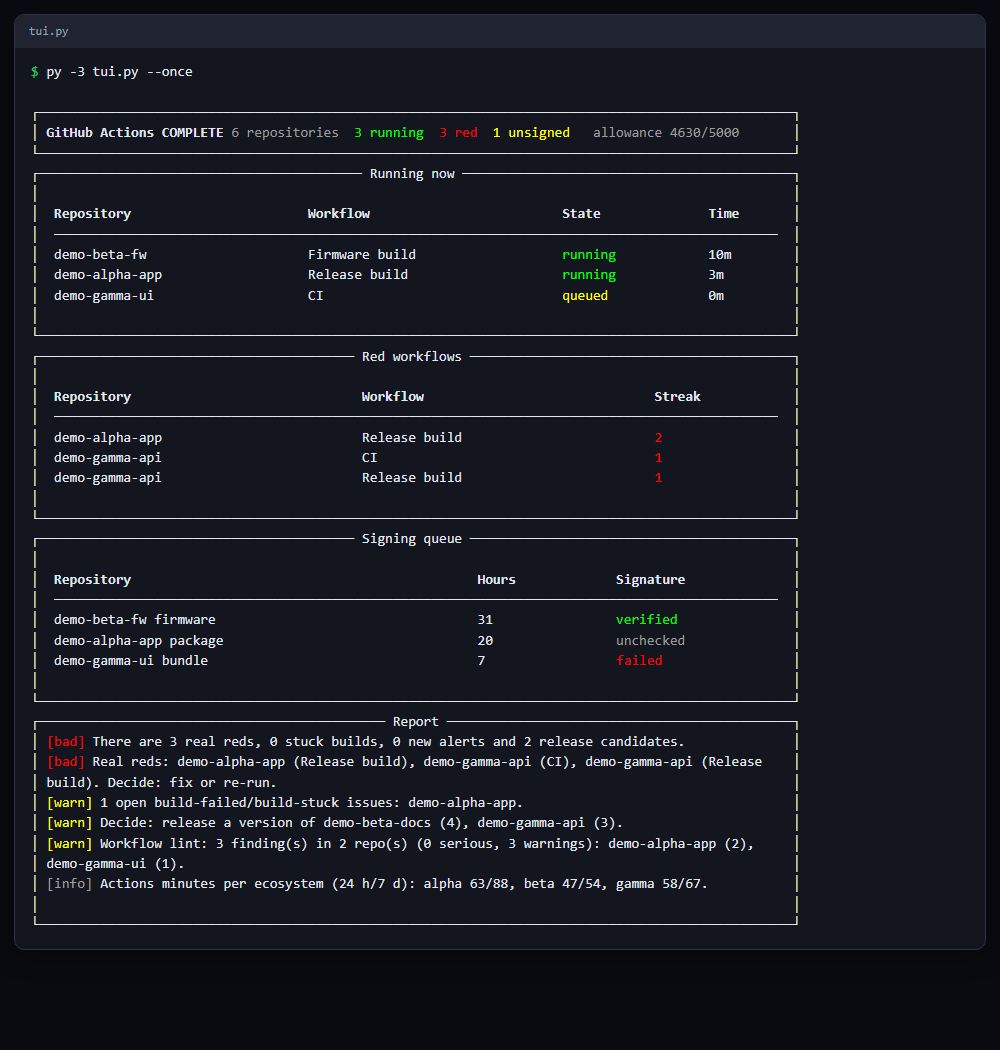 tui.py
$ py -3 tui.py --once
GitHub Actions COMPLETE 6 repositories 3 running 3 red 1 unsigned allowance 4630/5000
Running now
Repository Workflow State Time
demo-beta-fw Firmware build running 10m
demo-alpha-app Release build running 3m
demo-gamma-ui CI queued 0m
Red workflows
Repository Workflow Streak
demo-alpha-app Release build 2
demo-gamma-api CI 1
demo-gamma-api Release build 1
Signing queue
Repository Hours Signature
demo-beta-fw firmware 31 verified
demo-alpha-app package 20 unchecked
demo-gamma-ui bundle 7 failed
Report
[bad] There are 3 real reds, 0 stuck builds, 0 new alerts and 2 release candidates.
[bad] Real reds: demo-alpha-app (Release build), demo-gamma-api (CI), demo-gamma-api (Release
build). Decide: fix or re-run.
[warn] 1 open build-failed/build-stuck issues: demo-alpha-app.
[warn] Decide: release a version of demo-beta-docs (4), demo-gamma-api (3).
[warn] Workflow lint: 3 finding(s) in 2 repo(s) (0 serious, 3 warnings): demo-alpha-app (2),
demo-gamma-ui (1).
[info] Actions minutes per ecosystem (24 h/7 d): alpha 63/88, beta 47/54, gamma 58/67.